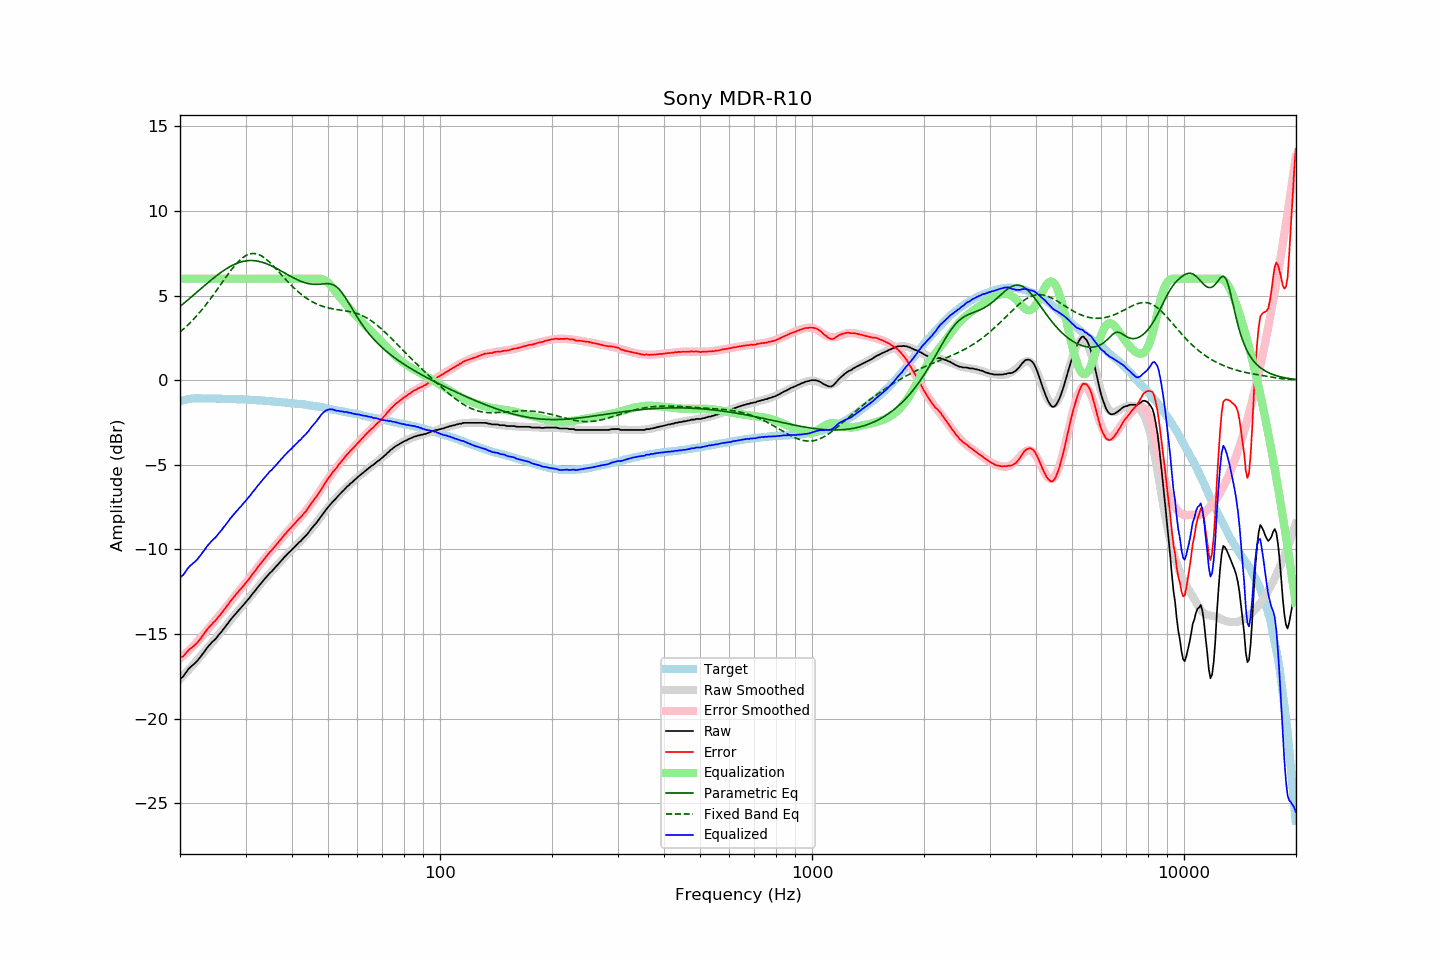 Sony MDR-R10
15
10
5
0
−5
−10
−15
−20
−25
Amplitude (dBr)
Target
Raw Smoothed
Error Smoothed
Raw
Error
Equalization
Parametric Eq
Fixed Band Eq
Equalized
100
1000
10000
Frequency (Hz)